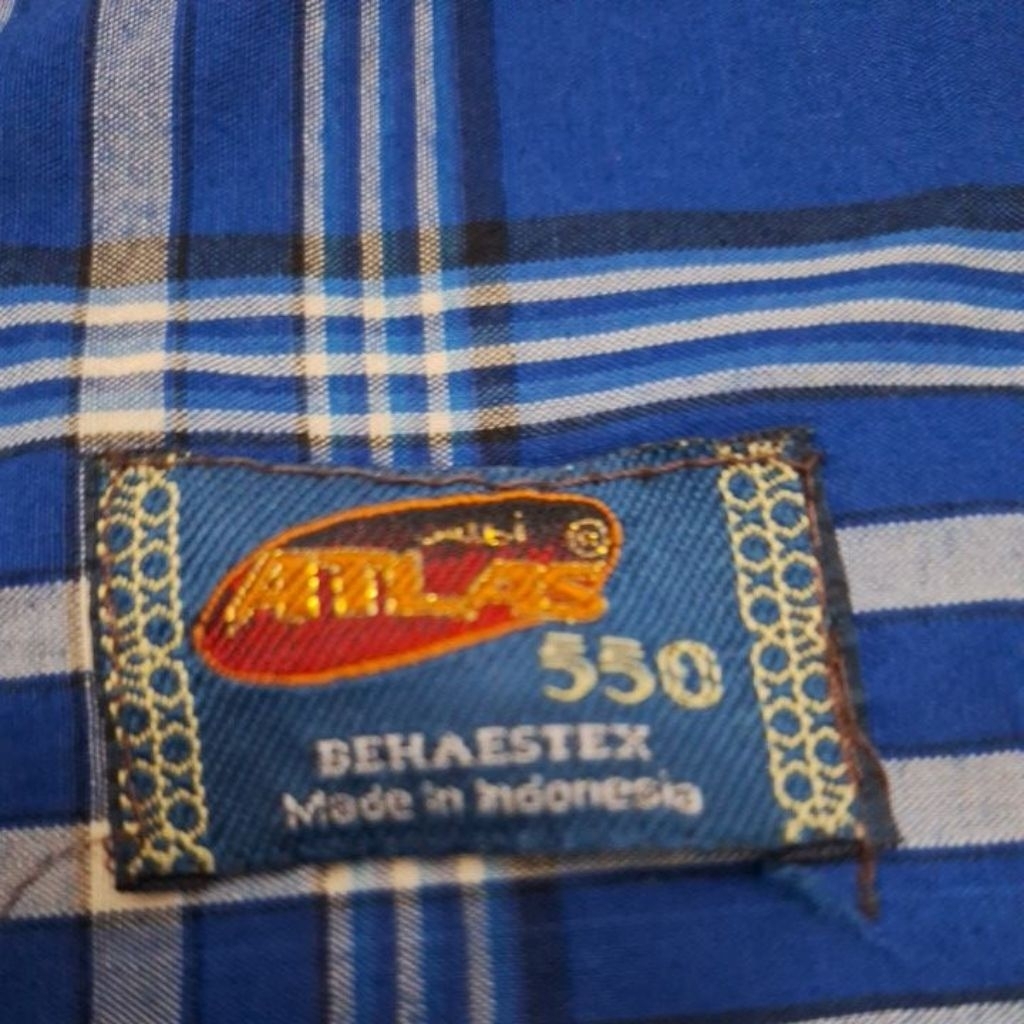 ATLAS ®
550
BEHAESTEX
Made in Indonesia